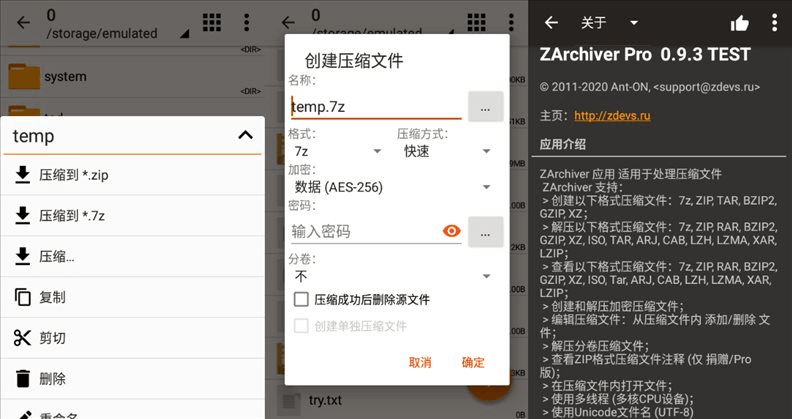 0
/storage/emulated
<DIR>
system
<DIR>
temp
压缩到 *.zip
压缩到 *.7z
压缩...
复制
剪切
删除
重命名
0
/storage/emulated
创建压缩文件
名称：
temp.7z
...
格式：
压缩方式：
7z
快速
加密：
数据 (AES-256)
密码：
输入密码
...
分卷：
不
压缩成功后删除源文件
创建单独压缩文件
取消
确定
try.txt
关于
ZArchiver Pro 0.9.3 TEST
© 2011-2020 Ant-ON, <support@zdevs.ru>
主页：http://zdevs.ru
应用介绍
ZArchiver 应用 适用于处理压缩文件
ZArchiver 支持：
> 创建以下格式压缩文件：7z, ZIP, TAR, BZIP2,
GZIP, XZ；
> 解压以下格式压缩文件：7z, ZIP, RAR, BZIP2,
GZIP, XZ, ISO, TAR, ARJ, CAB, LZH, LZMA, XAR,
LZIP；
> 查看以下格式压缩文件：7z, ZIP, RAR, BZIP2,
GZIP, XZ, ISO, Tar, ARJ, CAB, LZH, LZMA, XAR,
LZIP；
> 创建和解压加密压缩文件；
> 编辑压缩文件：从压缩文件内 添加/删除 文
件；
> 解压分卷压缩文件；
> 查看ZIP格式压缩文件注释 (仅 捐赠/Pro
版)；
> 在压缩文件内打开文件；
> 使用多线程 (多核CPU设备)；
> 使用Unicode文件名 (UTF-8)